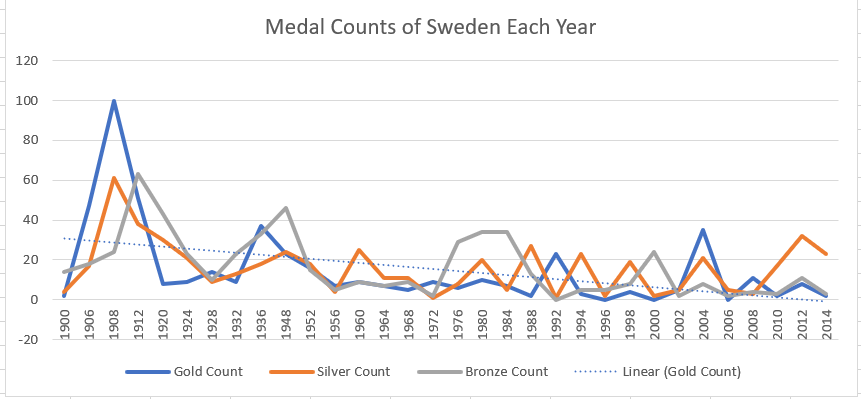 Medal Counts of Sweden Each Year
120
100
80
60
40
20
0
-20
1900 1906 1908 1912 1920 1924 1928 1932 1936 1948 1952 1956 1960 1964 1968 1972 1976 1980 1984 1988 1992 1994 1996 1998 2000 2002 2004 2006 2008 2010 2012 2014
Gold Count Silver Count Bronze Count Linear (Gold Count)